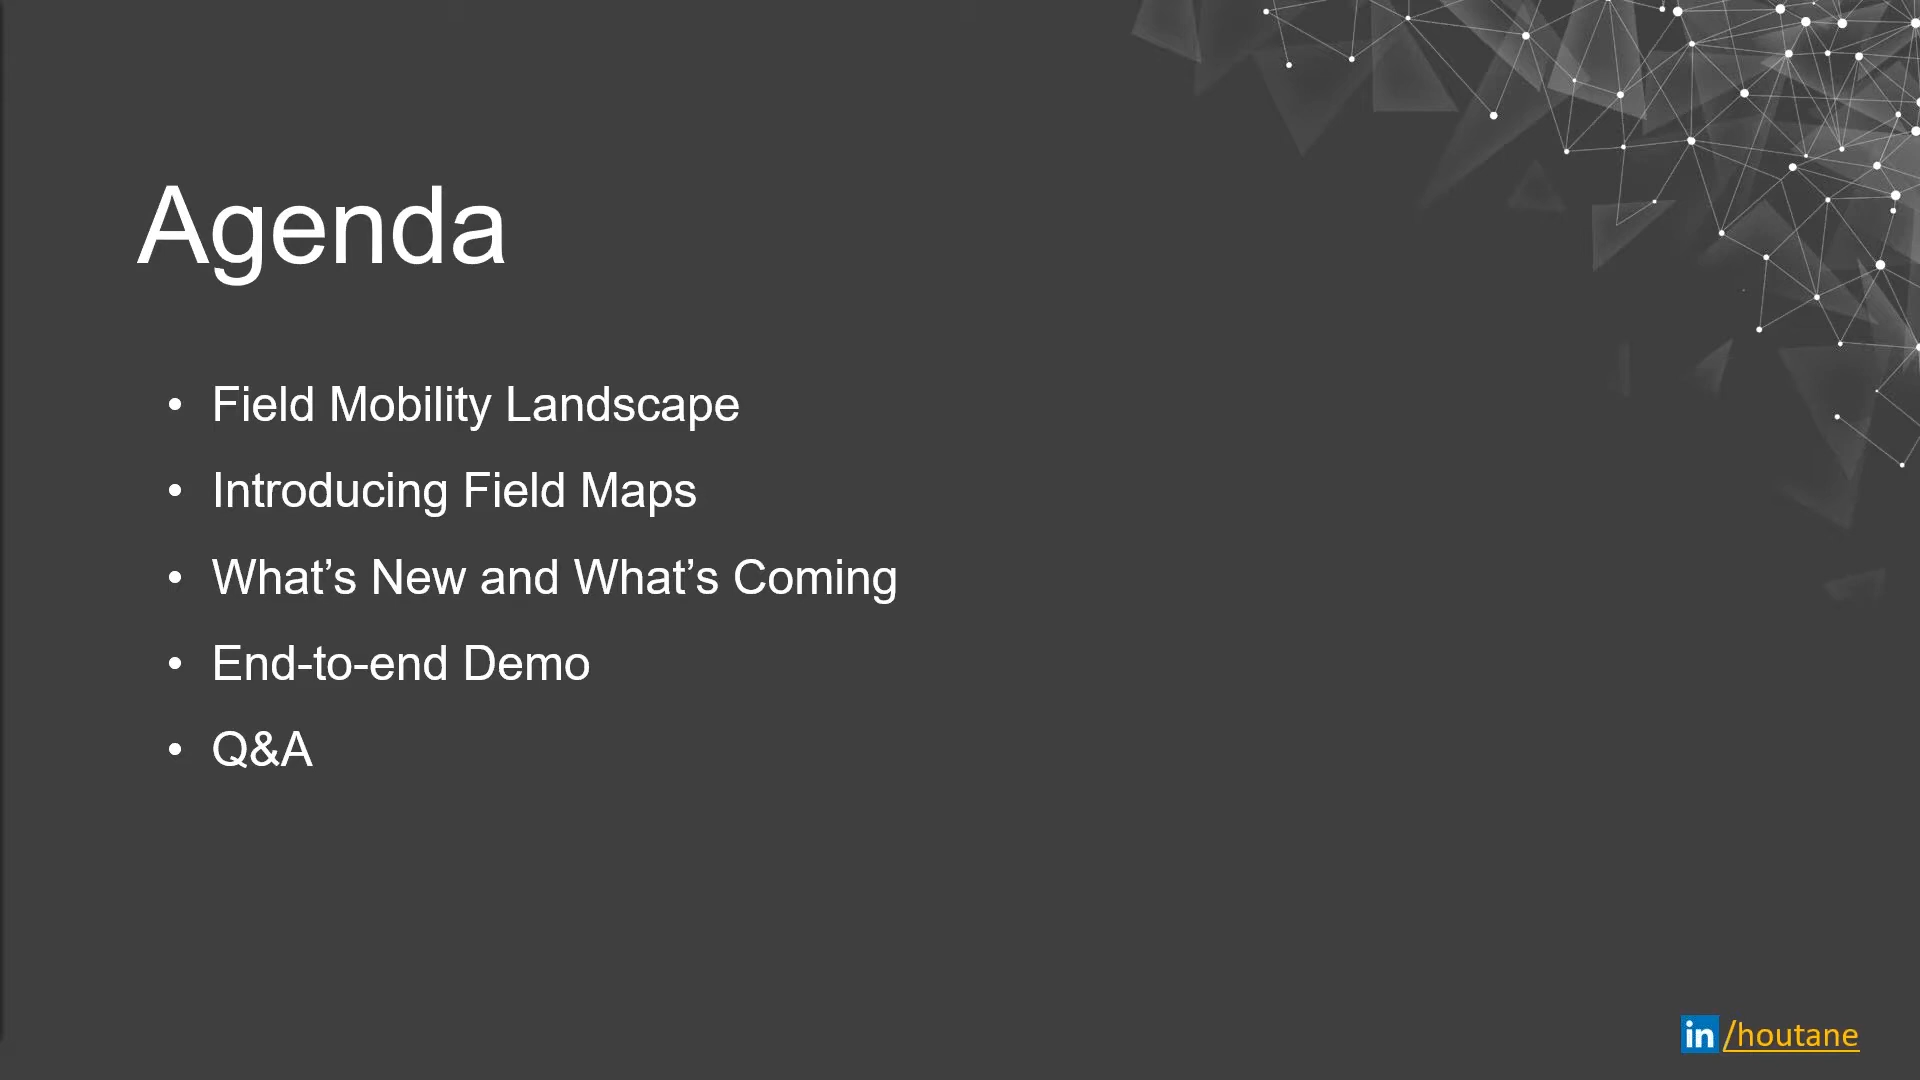 Agenda
• Field Mobility Landscape
• Introducing Field Maps
• What’s New and What’s Coming
• End-to-end Demo
• Q&A
in /houtane